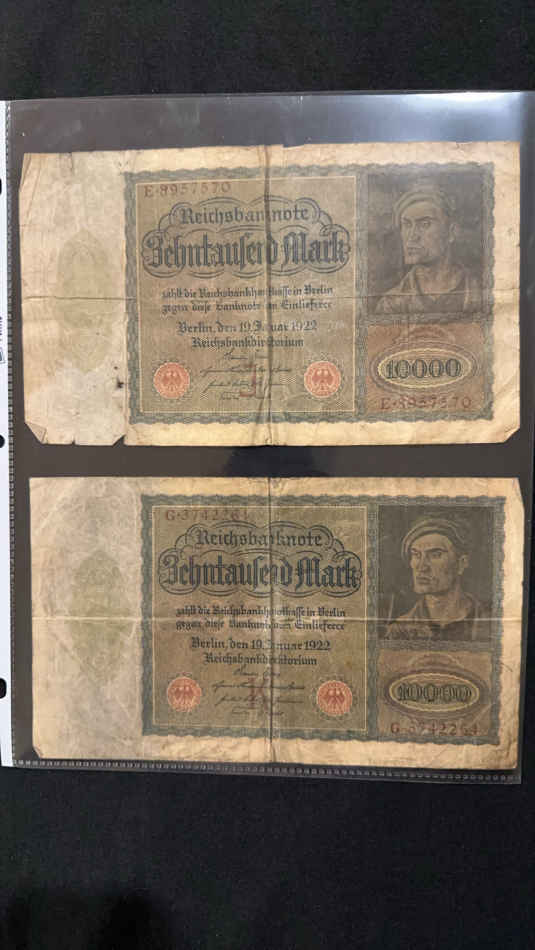 E·8957570
Reichsbanknote
Zehntausend Mark
zahlt die Reichsbankhauptkasse in Berlin
gegen diese Banknote dem Einlieferer
Berlin, den 19. Januar 1922
Reichsbankdirektorium
10000
E·8957570
G·3742264
Reichsbanknote
Zehntausend Mark
zahlt die Reichsbankhauptkasse in Berlin
gegen diese Banknote dem Einlieferer
Berlin, den 19. Januar 1922
Reichsbankdirektorium
10000
G·3742264